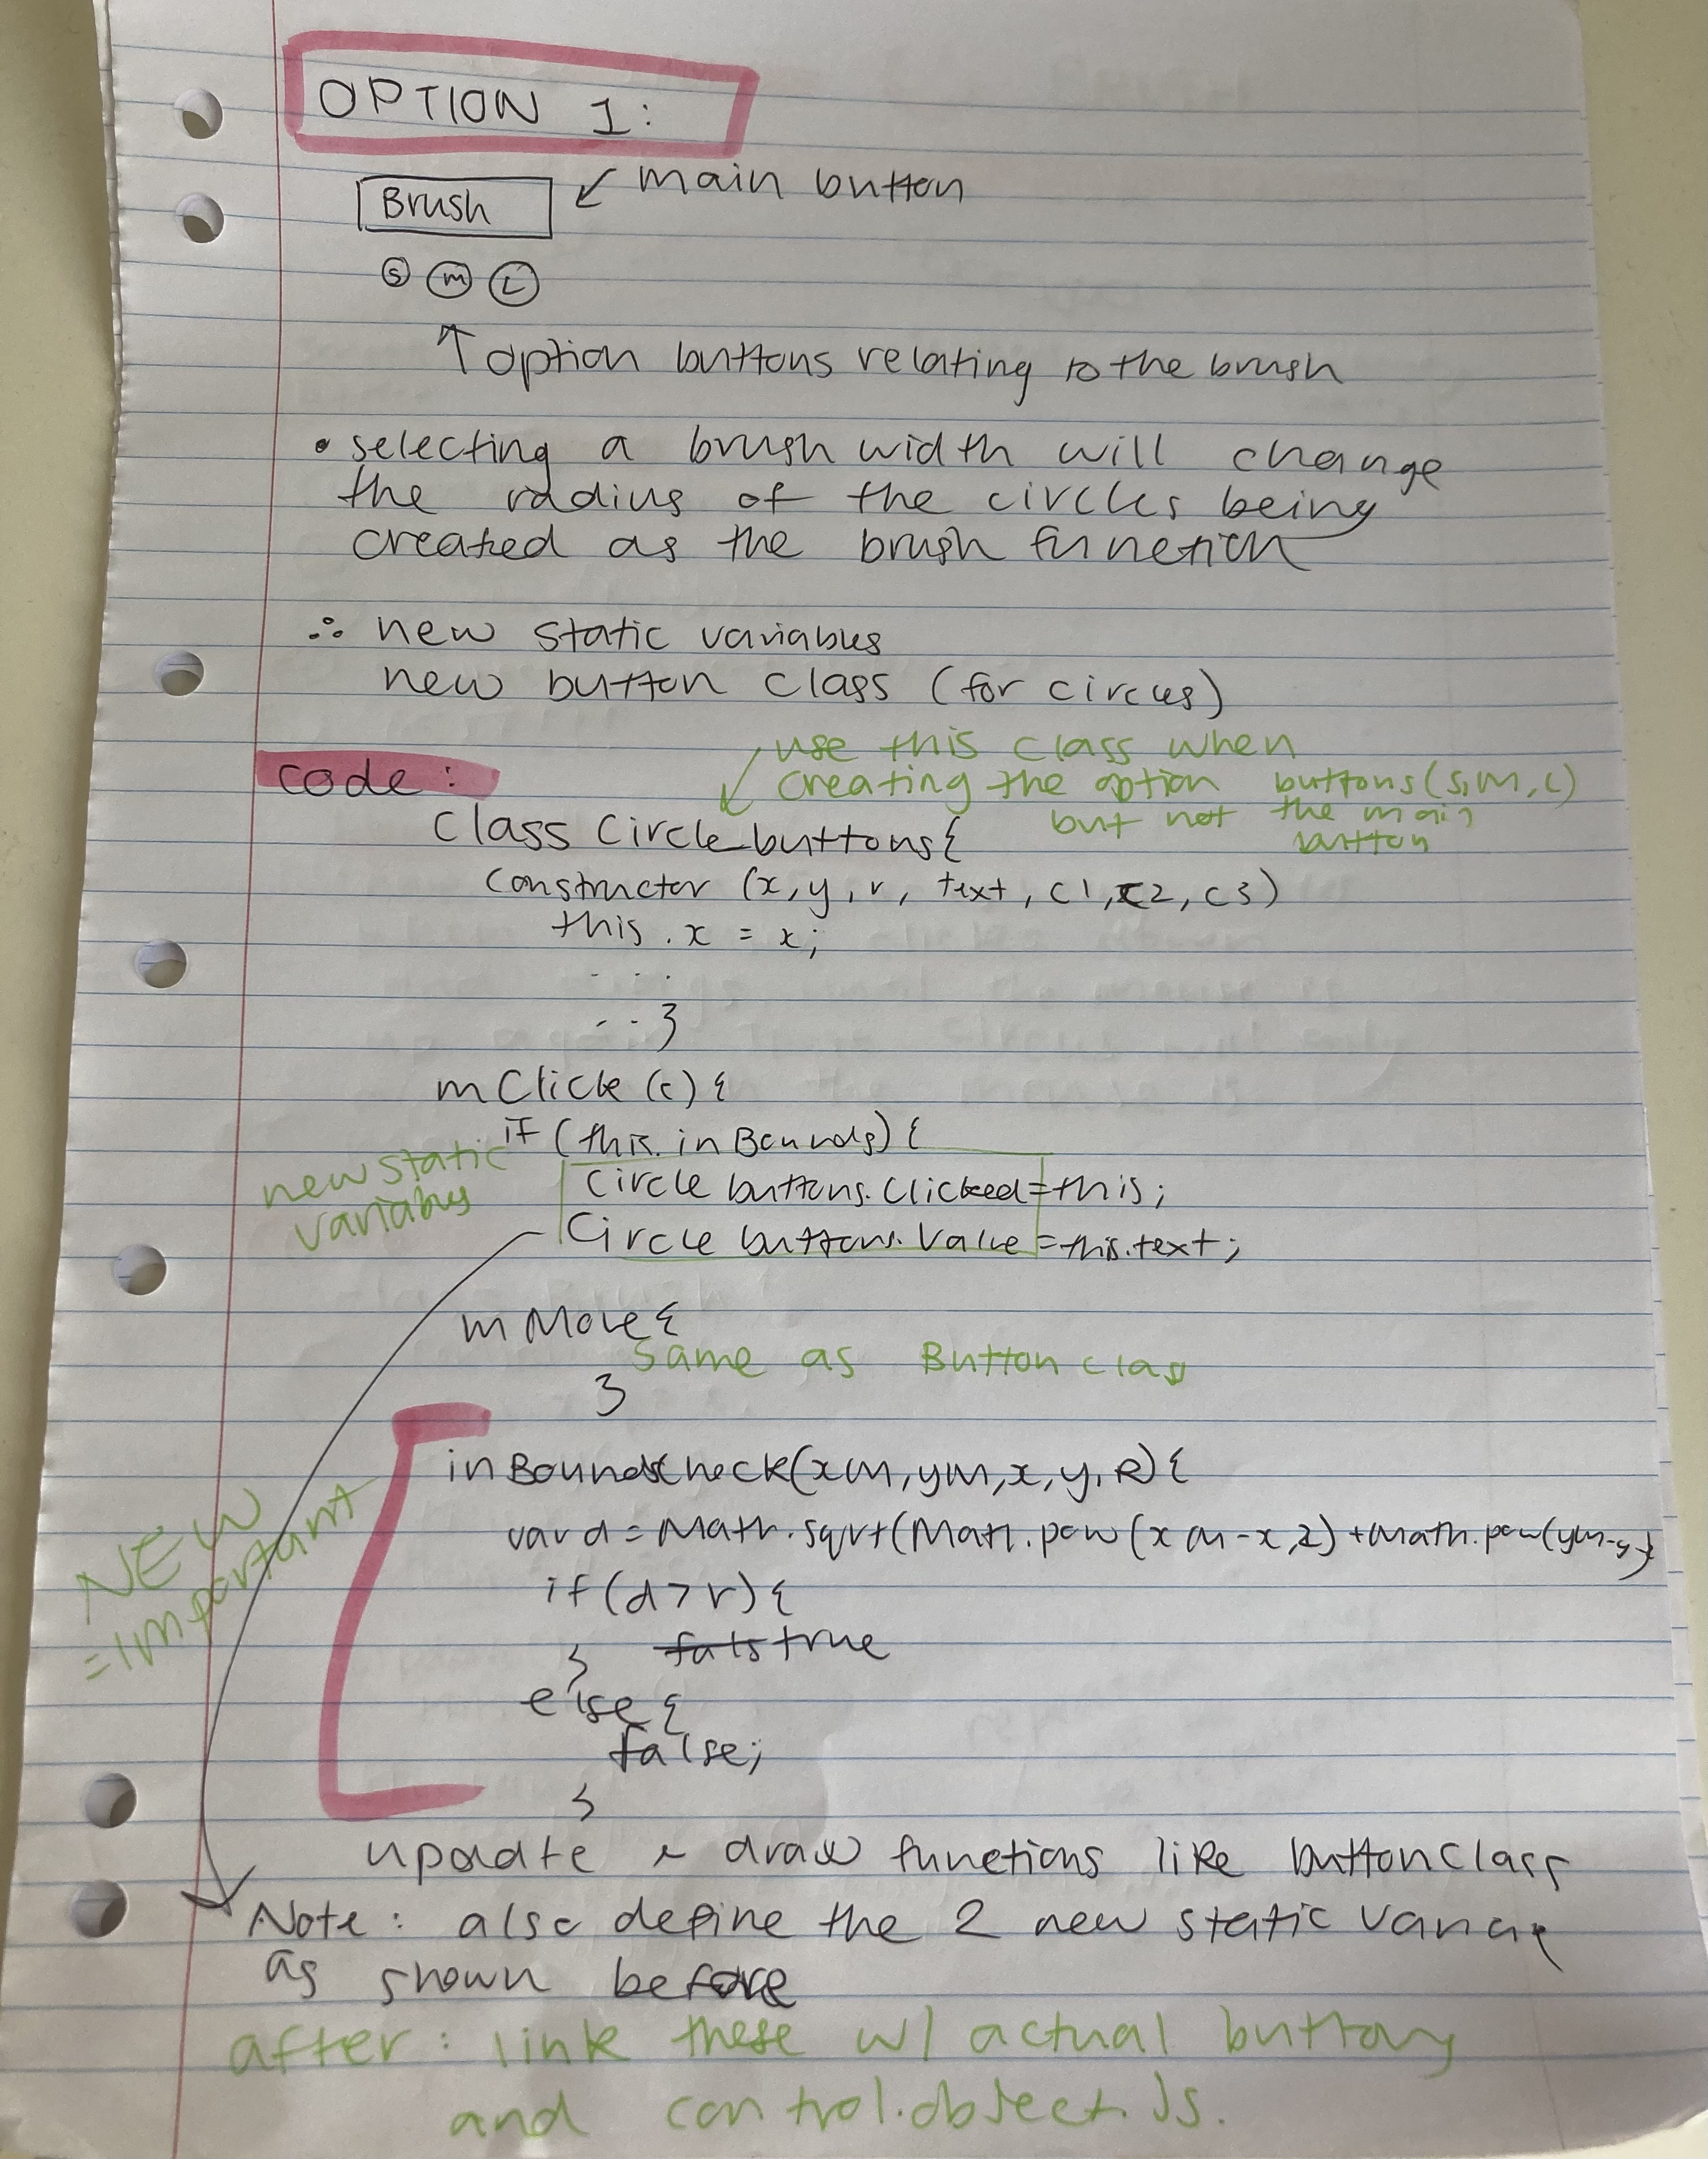 OPTION 1:
Brush ↙ main button
S M L
↑ option buttons relating to the brush
• selecting a brush width will change
the radius of the circles being
created as the brush function
∴ new static variables
new button class (for circles)
use this class when
code: creating the option buttons (S, M, L)
but not the main
button
class Circle buttons{
constructor (x, y, r, text, c1, c2, c3)
this.x = x;
. . .
. . }
mClick (e) {
if (this.inBounds) {
new static
variables
Circle buttons.Clicked = this;
Circle buttons.Value = this.text;
mMove {
Same as Button class
}
inBoundsCheck(xm, ym, x, y, R) {
var d = Math.sqrt(Math.pow(xm-x,2) + Math.pow(ym-y
NEW
= important
if (d > r) {
fals true
}
else {
false;
}
update & draw functions like button class
Note: also define the 2 new static
as shown before
after: link these w/ actual buttons
and control.object.js.